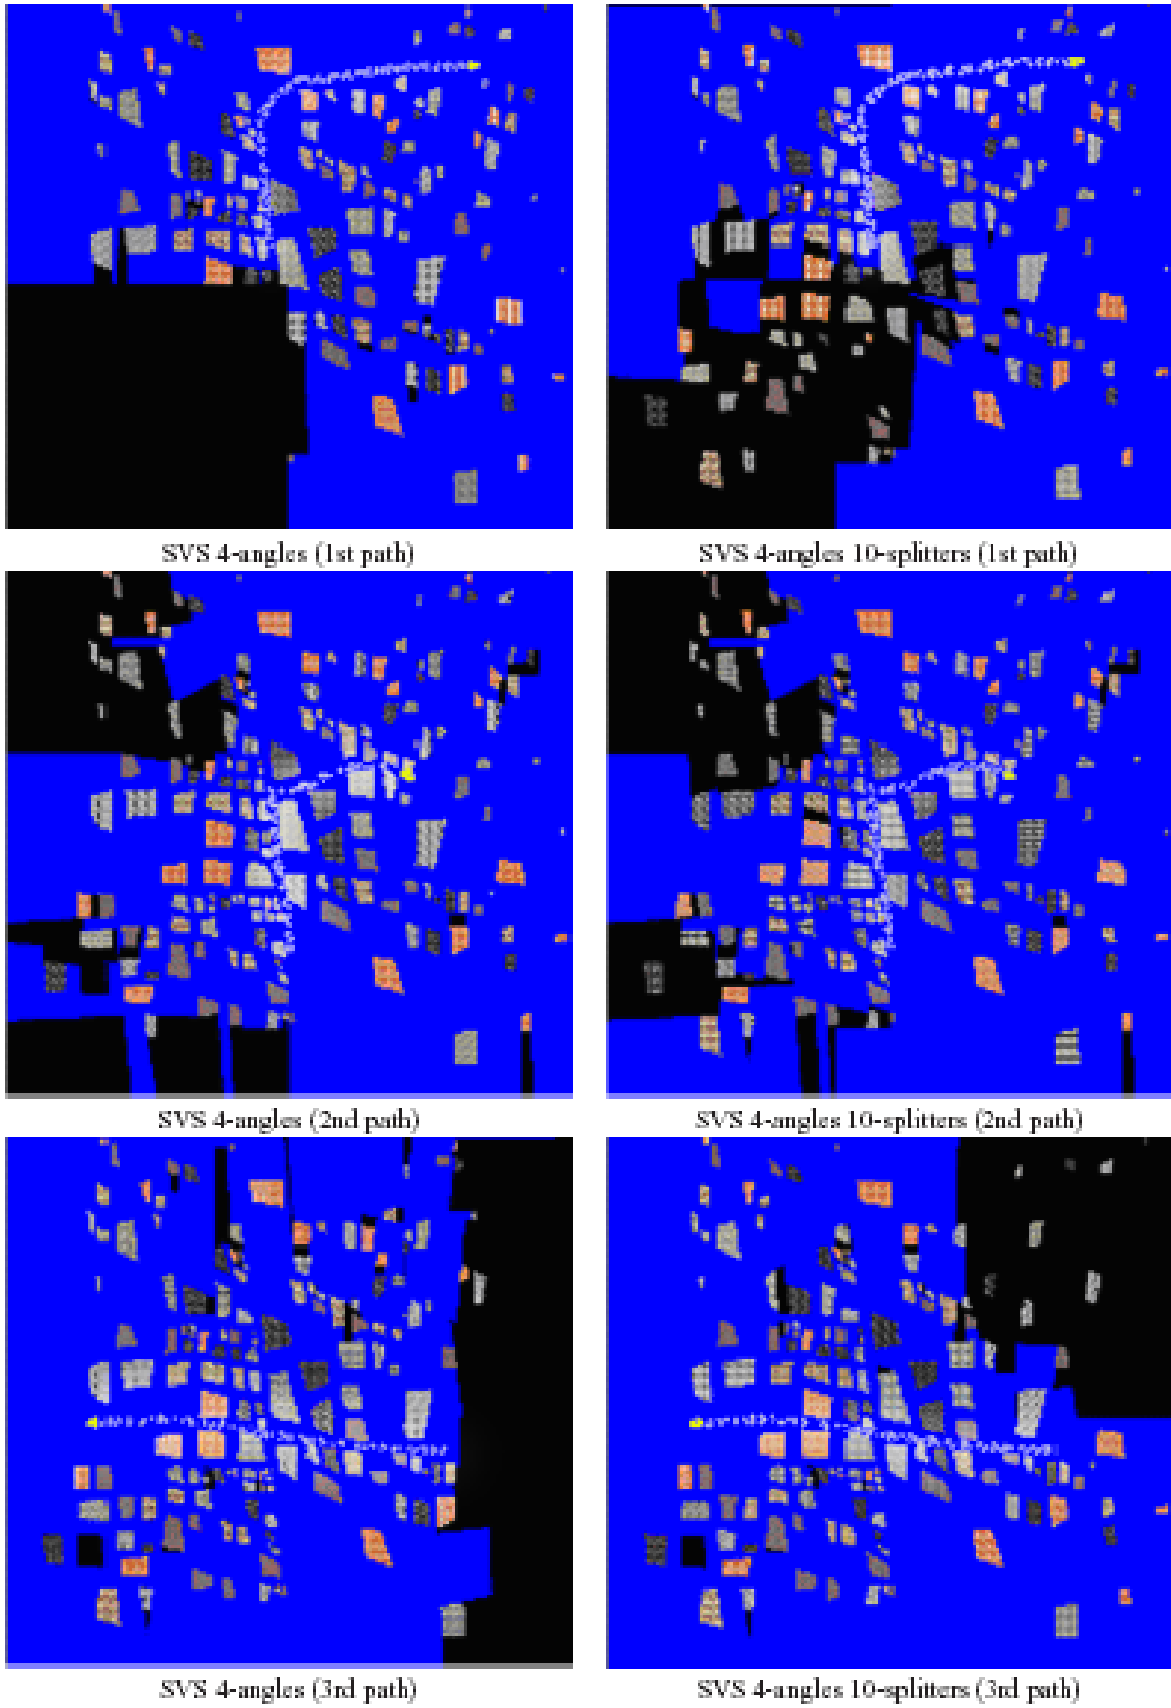 SVS 4-angles (1st path)
SVS 4-angles 10-splitters (1st path)
SVS 4-angles (2nd path)
SVS 4-angles 10-splitters (2nd path)
SVS 4-angles (3rd path)
SVS 4-angles 10-splitters (3rd path)